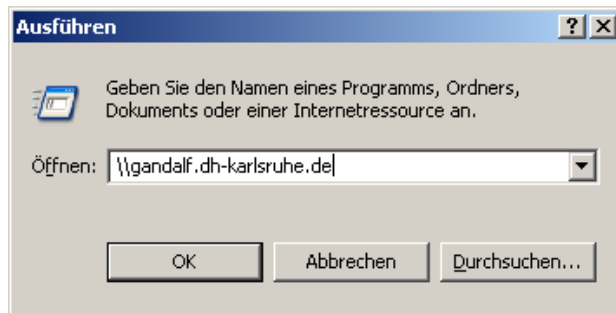 Ausführen
Geben Sie den Namen eines Programms, Ordners,
Dokuments oder einer Internetressource an.
Öffnen: \\gandalf.dh-karlsruhe.de
OK Abbrechen Durchsuchen...